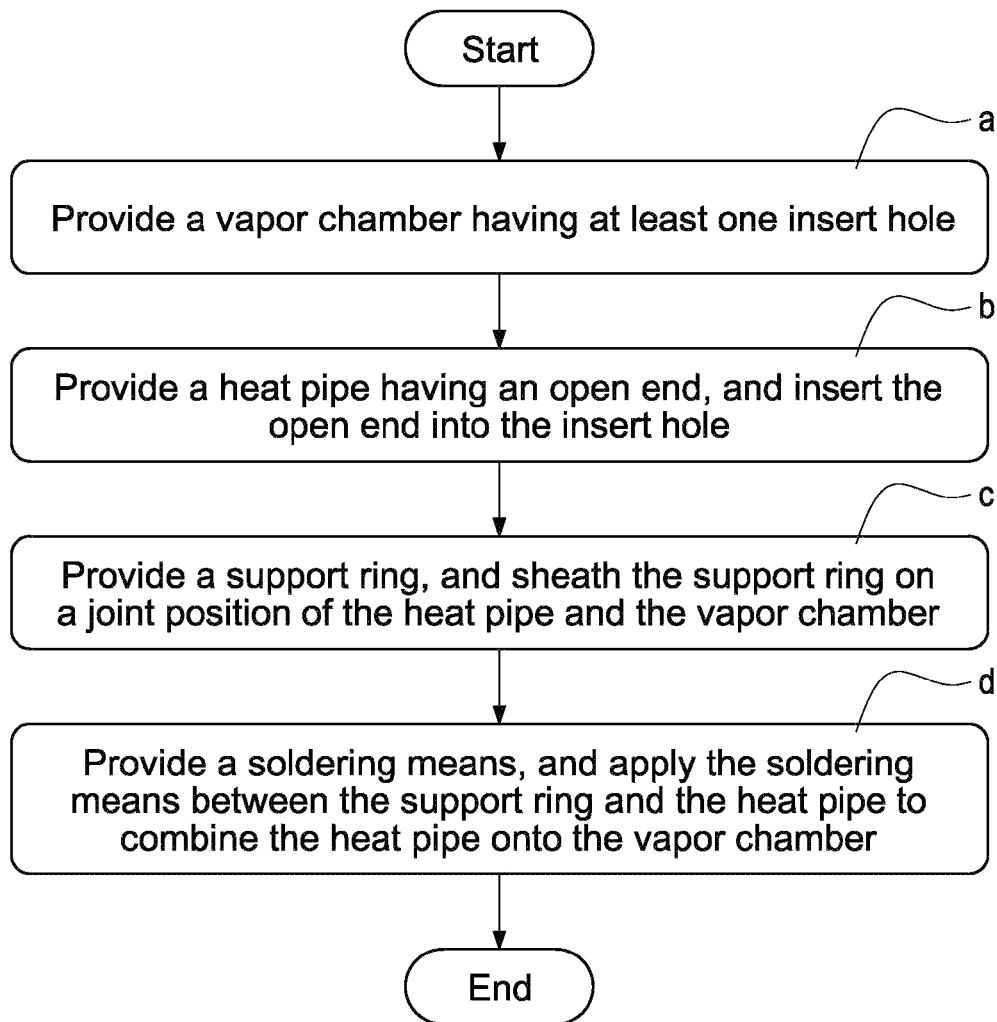 Start
a
Provide a vapor chamber having at least one insert hole
b
Provide a heat pipe having an open end, and insert the
open end into the insert hole
c
Provide a support ring, and sheath the support ring on
a joint position of the heat pipe and the vapor chamber
d
Provide a soldering means, and apply the soldering
means between the support ring and the heat pipe to
combine the heat pipe onto the vapor chamber
End